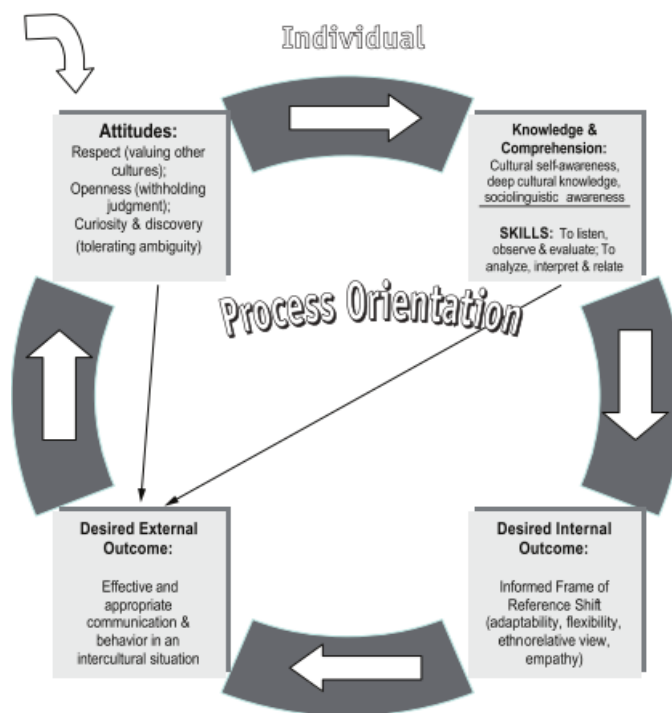 Individual
Attitudes:
Respect (valuing other
cultures);
Openness (withholding
judgment);
Curiosity & discovery
(tolerating ambiguity)
Knowledge &
Comprehension:
Cultural self-awareness,
deep cultural knowledge,
sociolinguistic awareness
SKILLS: To listen,
observe & evaluate; To
analyze, interpret & relate
Process Orientation
Desired External
Outcome:
Effective and
appropriate
communication &
behavior in an
intercultural situation
Desired Internal
Outcome:
Informed Frame of
Reference Shift
(adaptability, flexibility,
ethnorelative view,
empathy)